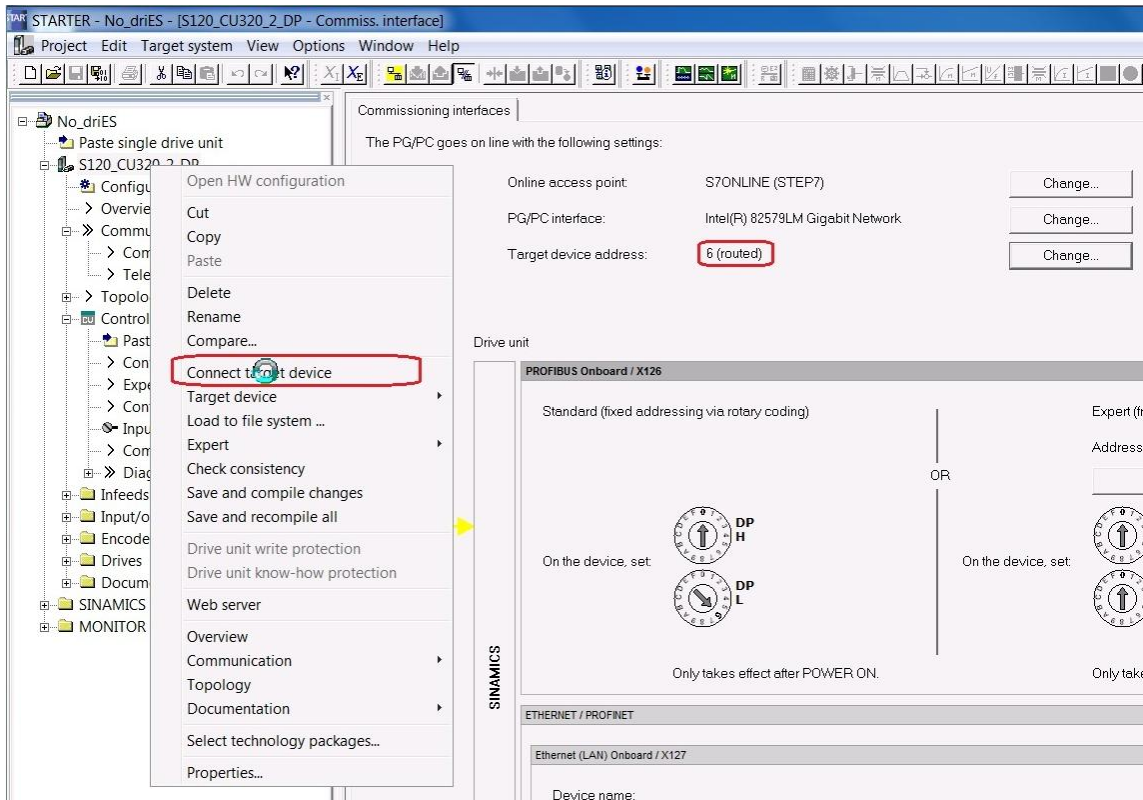 STARTER - No_driES - [S120_CU320_2_DP - Commiss. interface]
Project Edit Target system View Options Window Help
No_driES
Paste single drive unit
S120_CU320_2_DP
Configu
Overvie
Commu
Com
Tele
Topolo
Control
Past
Con
Expe
Con
Inpu
Com
Diag
Infeeds
Input/o
Encode
Drives
Docum
SINAMICS
MONITOR
Open HW configuration
Cut
Copy
Paste
Delete
Rename
Compare...
Connect target device
Target device
Load to file system ...
Expert
Check consistency
Save and compile changes
Save and recompile all
Drive unit write protection
Drive unit know-how protection
Web server
Overview
Communication
Topology
Documentation
Select technology packages...
Properties...
Commissioning interfaces
The PG/PC goes on line with the following settings:
Online access point: S7ONLINE (STEP7) Change...
PG/PC interface: Intel(R) 82579LM Gigabit Network Change...
Target device address: 6 (routed) Change...
Drive unit
SINAMICS
PROFIBUS Onboard / X126
Standard (fixed addressing via rotary coding)
Expert (fr
Address
OR
On the device, set:
DP
H
DP
L
On the device, set:
Only takes effect after POWER ON.
Only take
ETHERNET / PROFINET
Ethernet (LAN) Onboard / X127
Device name: